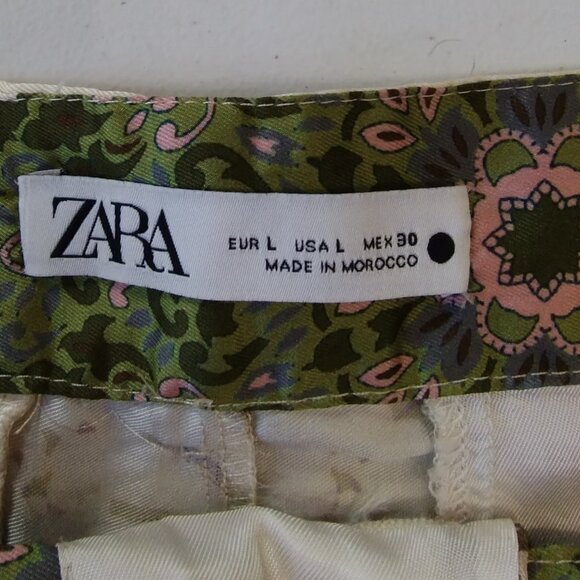 ZARA
EUR L USA L MEX 30
MADE IN MOROCCO